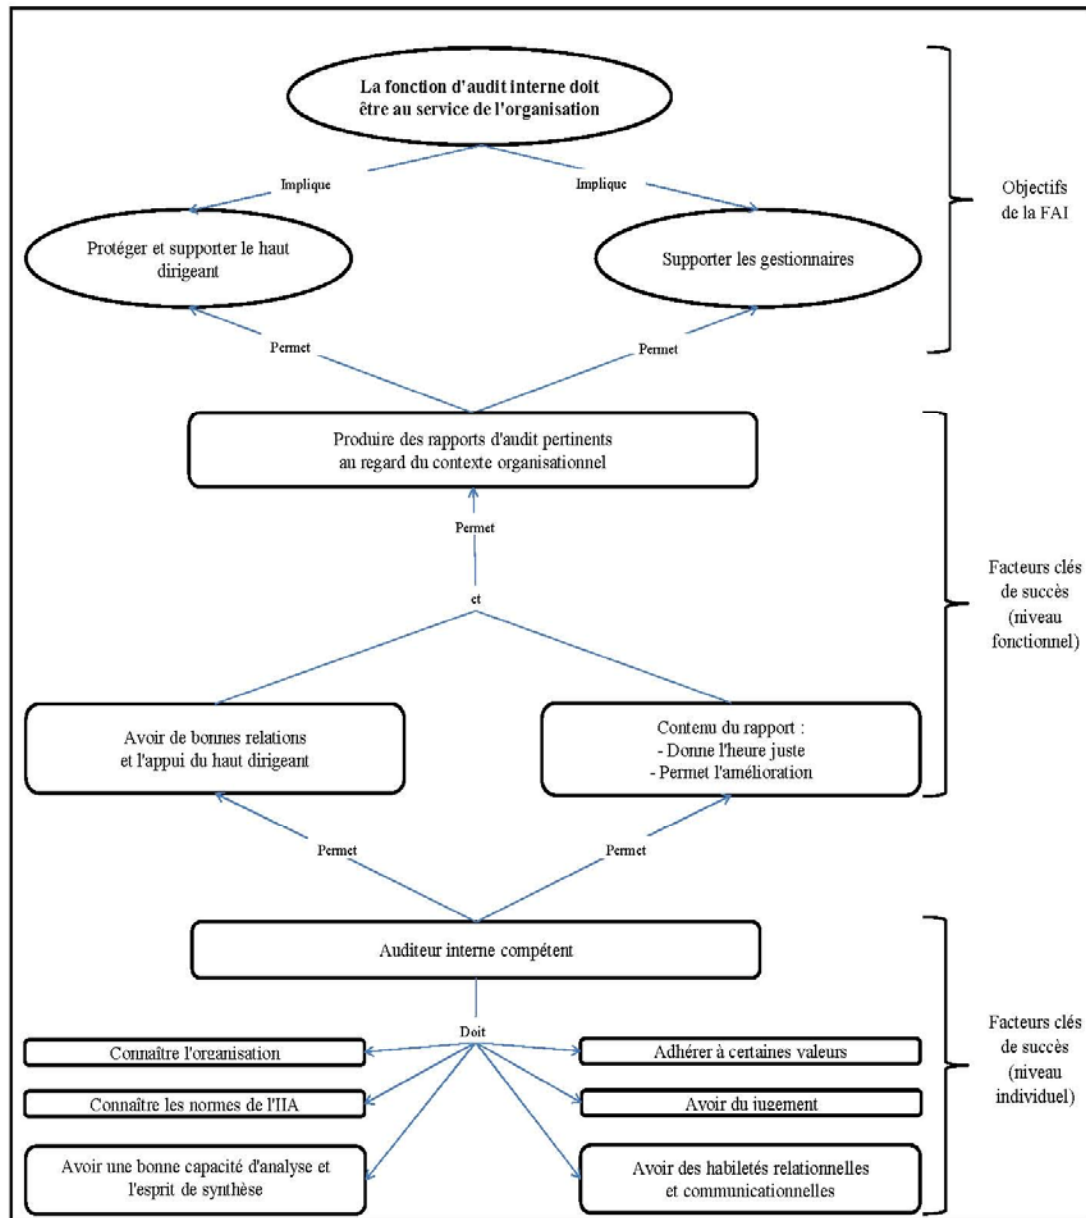 La fonction d'audit interne doit
être au service de l'organisation
Implique
Implique
Objectifs
de la FAI
Protéger et supporter le haut
dirigeant
Supporter les gestionnaires
Permet
Permet
Produire des rapports d'audit pertinents
au regard du contexte organisationnel
Permet
et
Facteurs clés
de succès
(niveau
fonctionnel)
Avoir de bonnes relations
et l'appui du haut dirigeant
Contenu du rapport :
- Donne l'heure juste
- Permet l'amélioration
Permet
Permet
Auditeur interne compétent
Doit
Facteurs clés
de succès
(niveau
individuel)
Connaître l'organisation
Adhérer à certaines valeurs
Connaître les normes de l'IIA
Avoir du jugement
Avoir une bonne capacité d'analyse et
l'esprit de synthèse
Avoir des habiletés relationnelles
et communicationnelles